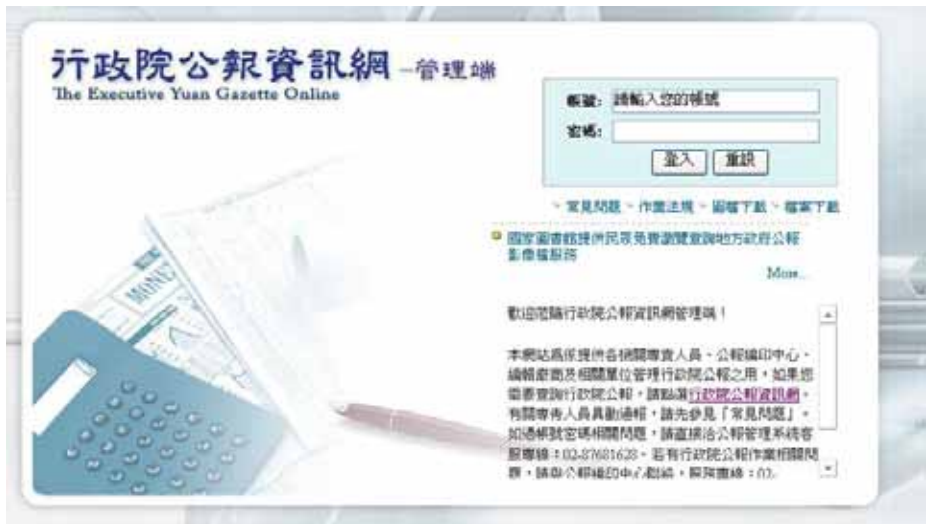 行政院公報資訊網 -管理端
The Executive Yuan Gazette Online
帳號: 請輸入您的帳號
密碼:
登入 重設
常見問題 作業法規 圖檔下載 檔案下載
國家圖書館提供民眾免費瀏覽查詢地方政府公報
影像檔服務
More...
歡迎蒞臨行政院公報資訊網管理端!
本網站為係提供各機關專責人員、公報編印中心、
編輯廠商及相關單位管理行政院公報之用,如果您
需要查詢行政院公報,請點選行政院公報資訊網。
有關專責人員異動通報,請先參見「常見問題」。
如遇帳號密碼相關問題,請直接洽公報管理系統客
服專線:02-87681628。若有行政院公報作業相關問
題,請與公報編印中心聯絡,服務專線:02-
MONEY